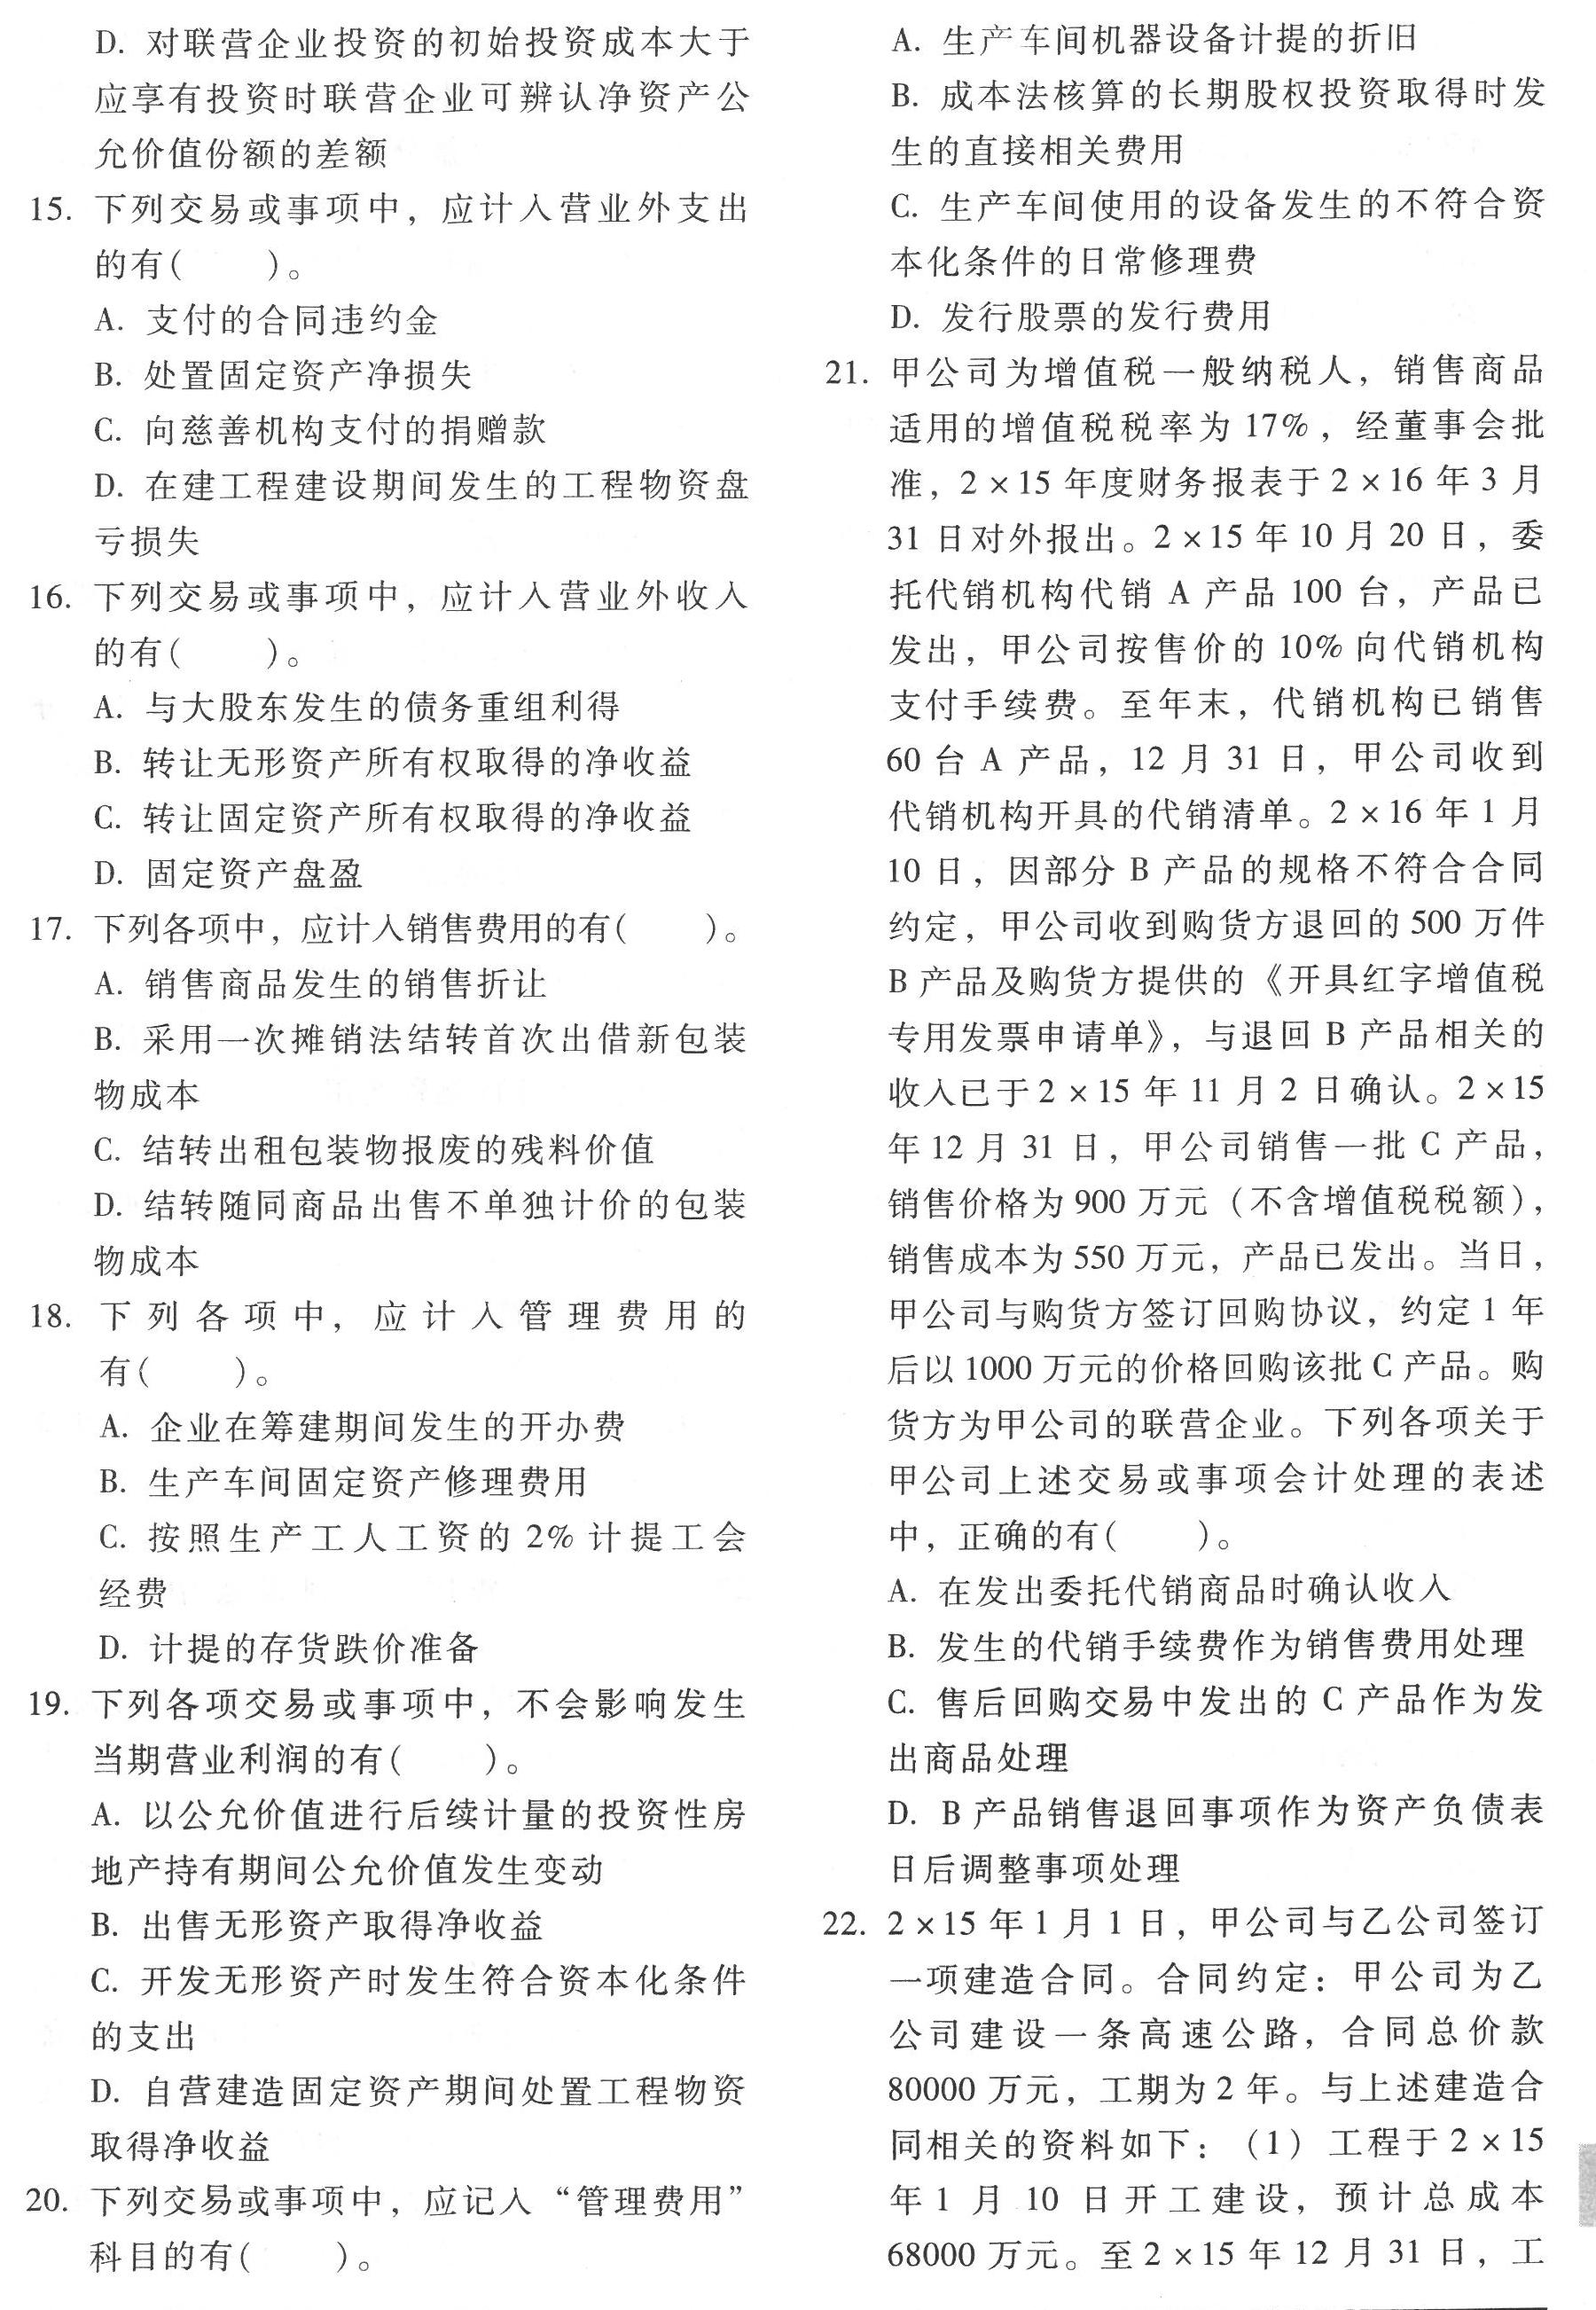 D. 对联营企业投资的初始投资成本大于
应享有投资时联营企业可辨认净资产公
允价值份额的差额
15. 下列交易或事项中，应计入营业外支出
的有(　　)。
A. 支付的合同违约金
B. 处置固定资产净损失
C. 向慈善机构支付的捐赠款
D. 在建工程建设期间发生的工程物资盘
亏损失
16. 下列交易或事项中，应计入营业外收入
的有(　　)。
A. 与大股东发生的债务重组利得
B. 转让无形资产所有权取得的净收益
C. 转让固定资产所有权取得的净收益
D. 固定资产盘盈
17. 下列各项中，应计入销售费用的有(　　)。
A. 销售商品发生的销售折让
B. 采用一次摊销法结转首次出借新包装
物成本
C. 结转出租包装物报废的残料价值
D. 结转随同商品出售不单独计价的包装
物成本
18. 下列各项中，应计入管理费用的
有(　　)。
A. 企业在筹建期间发生的开办费
B. 生产车间固定资产修理费用
C. 按照生产工人工资的 2% 计提工会
经费
D. 计提的存货跌价准备
19. 下列各项交易或事项中，不会影响发生
当期营业利润的有(　　)。
A. 以公允价值进行后续计量的投资性房
地产持有期间公允价值发生变动
B. 出售无形资产取得净收益
C. 开发无形资产时发生符合资本化条件
的支出
D. 自营建造固定资产期间处置工程物资
取得净收益
20. 下列交易或事项中，应记入“管理费用”
科目的有(　　)。
A. 生产车间机器设备计提的折旧
B. 成本法核算的长期股权投资取得时发
生的直接相关费用
C. 生产车间使用的设备发生的不符合资
本化条件的日常修理费
D. 发行股票的发行费用
21. 甲公司为增值税一般纳税人，销售商品
适用的增值税税率为 17%，经董事会批
准，2×15 年度财务报表于 2×16 年 3 月
31 日对外报出。2×15 年 10 月 20 日，委
托代销机构代销 A 产品 100 台，产品已
发出，甲公司按售价的 10% 向代销机构
支付手续费。至年末，代销机构已销售
60 台 A 产品，12 月 31 日，甲公司收到
代销机构开具的代销清单。2×16 年 1 月
10 日，因部分 B 产品的规格不符合合同
约定，甲公司收到购货方退回的 500 万件
B 产品及购货方提供的《开具红字增值税
专用发票申请单》，与退回 B 产品相关的
收入已于 2×15 年 11 月 2 日确认。2×15
年 12 月 31 日，甲公司销售一批 C 产品，
销售价格为 900 万元（不含增值税税额），
销售成本为 550 万元，产品已发出。当日，
甲公司与购货方签订回购协议，约定 1 年
后以 1000 万元的价格回购该批 C 产品。购
货方为甲公司的联营企业。下列各项关于
甲公司上述交易或事项会计处理的表述
中，正确的有(　　)。
A. 在发出委托代销商品时确认收入
B. 发生的代销手续费作为销售费用处理
C. 售后回购交易中发出的 C 产品作为发
出商品处理
D. B 产品销售退回事项作为资产负债表
日后调整事项处理
22. 2×15 年 1 月 1 日，甲公司与乙公司签订
一项建造合同。合同约定：甲公司为乙
公司建设一条高速公路，合同总价款
80000 万元，工期为 2 年。与上述建造合
同相关的资料如下：（1）工程于 2×15
年 1 月 10 日开工建设，预计总成本
68000 万元。至 2×15 年 12 月 31 日，工